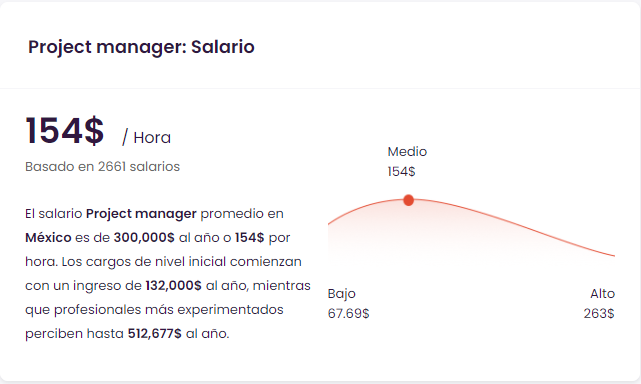 Project manager: Salario
154$ / Hora
Basado en 2661 salarios
El salario Project manager promedio en
México es de 300,000$ al año o 154$ por
hora. Los cargos de nivel inicial comienzan
con un ingreso de 132,000$ al año, mientras
que profesionales más experimentados
perciben hasta 512,677$ al año.
Medio
154$
Bajo
67.69$
Alto
263$